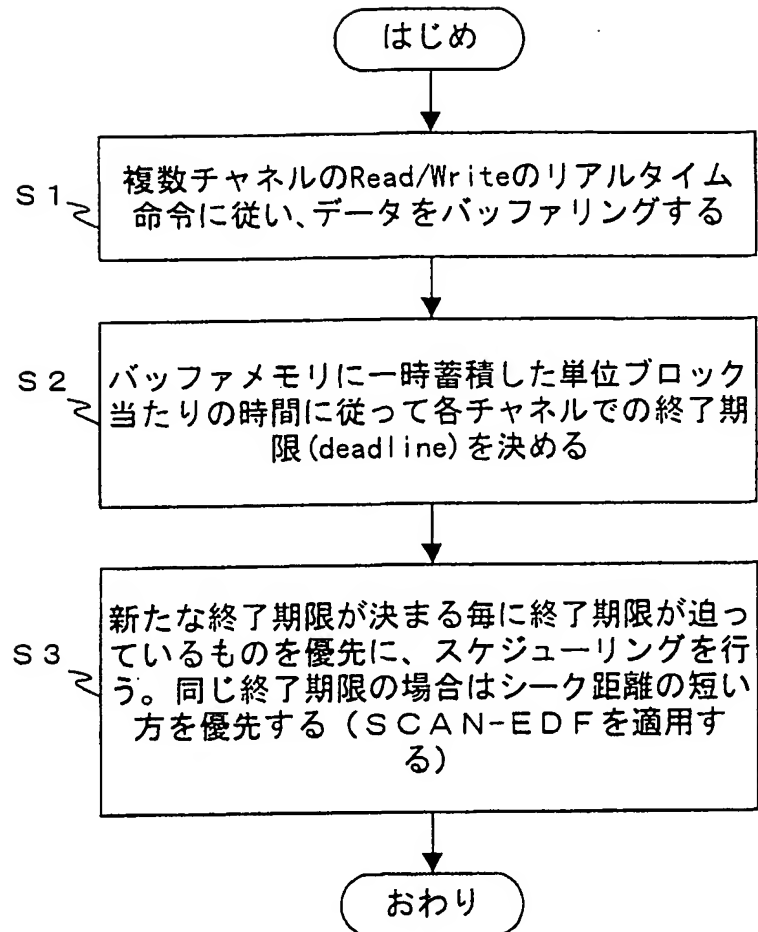 はじめ
S1
複数チャネルのRead/Writeのリアルタイム
命令に従い、データをバッファリングする
S2
バッファメモリに一時蓄積した単位ブロック
当たりの時間に従って各チャネルでの終了期
限(deadline)を決める
S3
新たな終了期限が決まる毎に終了期限が迫っ
ているものを優先に、スケジューリングを行
う。同じ終了期限の場合はシーク距離の短い
方を優先する（SCAN-EDFを適用す
る）
おわり